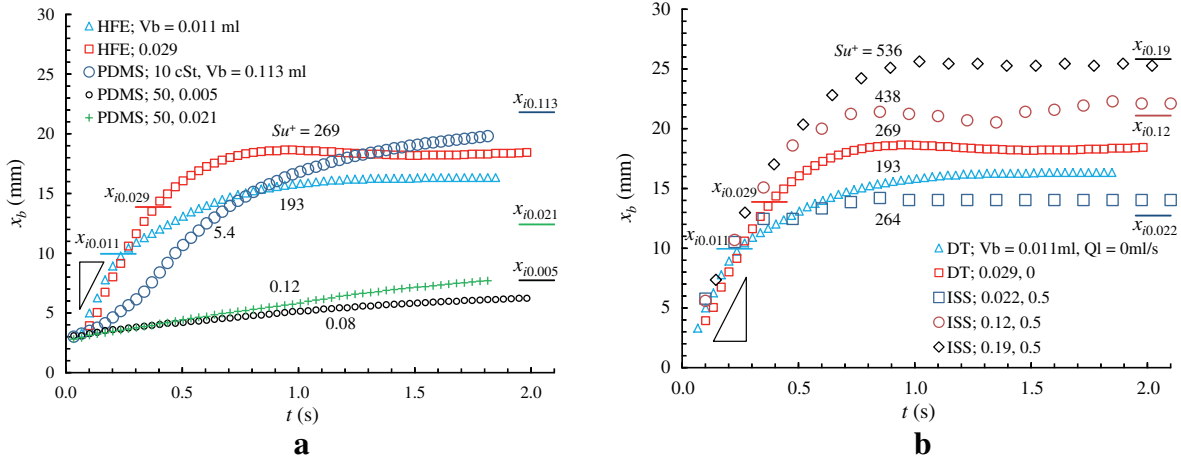 30
25
20
15
10
5
0
x_b (mm)
HFE; Vb = 0.011 ml
HFE; 0.029
PDMS; 10 cSt, Vb = 0.113 ml
PDMS; 50, 0.005
PDMS; 50, 0.021
x_i0.113
Su+ = 269
x_i0.029
193
x_i0.021
x_i0.011
5.4
x_i0.005
0.12
0.08
0.0 0.5 1.0 1.5 2.0
t (s)
a
30
25
20
15
10
5
0
x_b (mm)
Su+ = 536
x_i0.19
438
x_i0.12
269
x_i0.029
193
264
x_i0.022
x_i0.011
DT; Vb = 0.011ml, Ql = 0ml/s
DT; 0.029, 0
ISS; 0.022, 0.5
ISS; 0.12, 0.5
ISS; 0.19, 0.5
0.0 0.5 1.0 1.5 2.0
t (s)
b